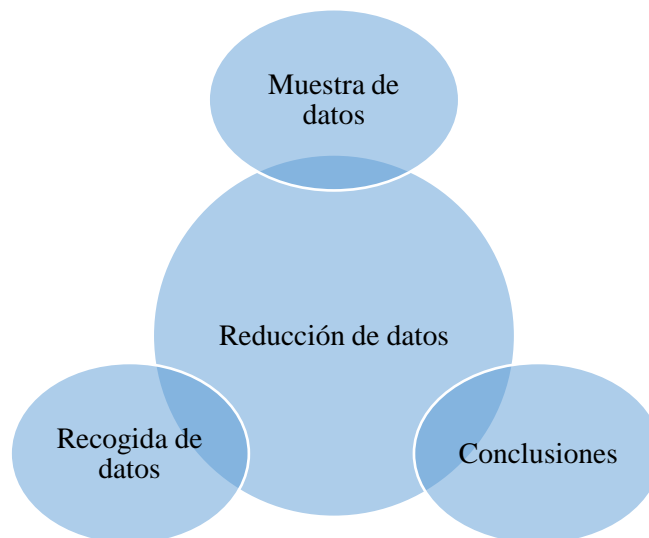 Muestra de
datos
Reducción de datos
Recogida de
datos
Conclusiones